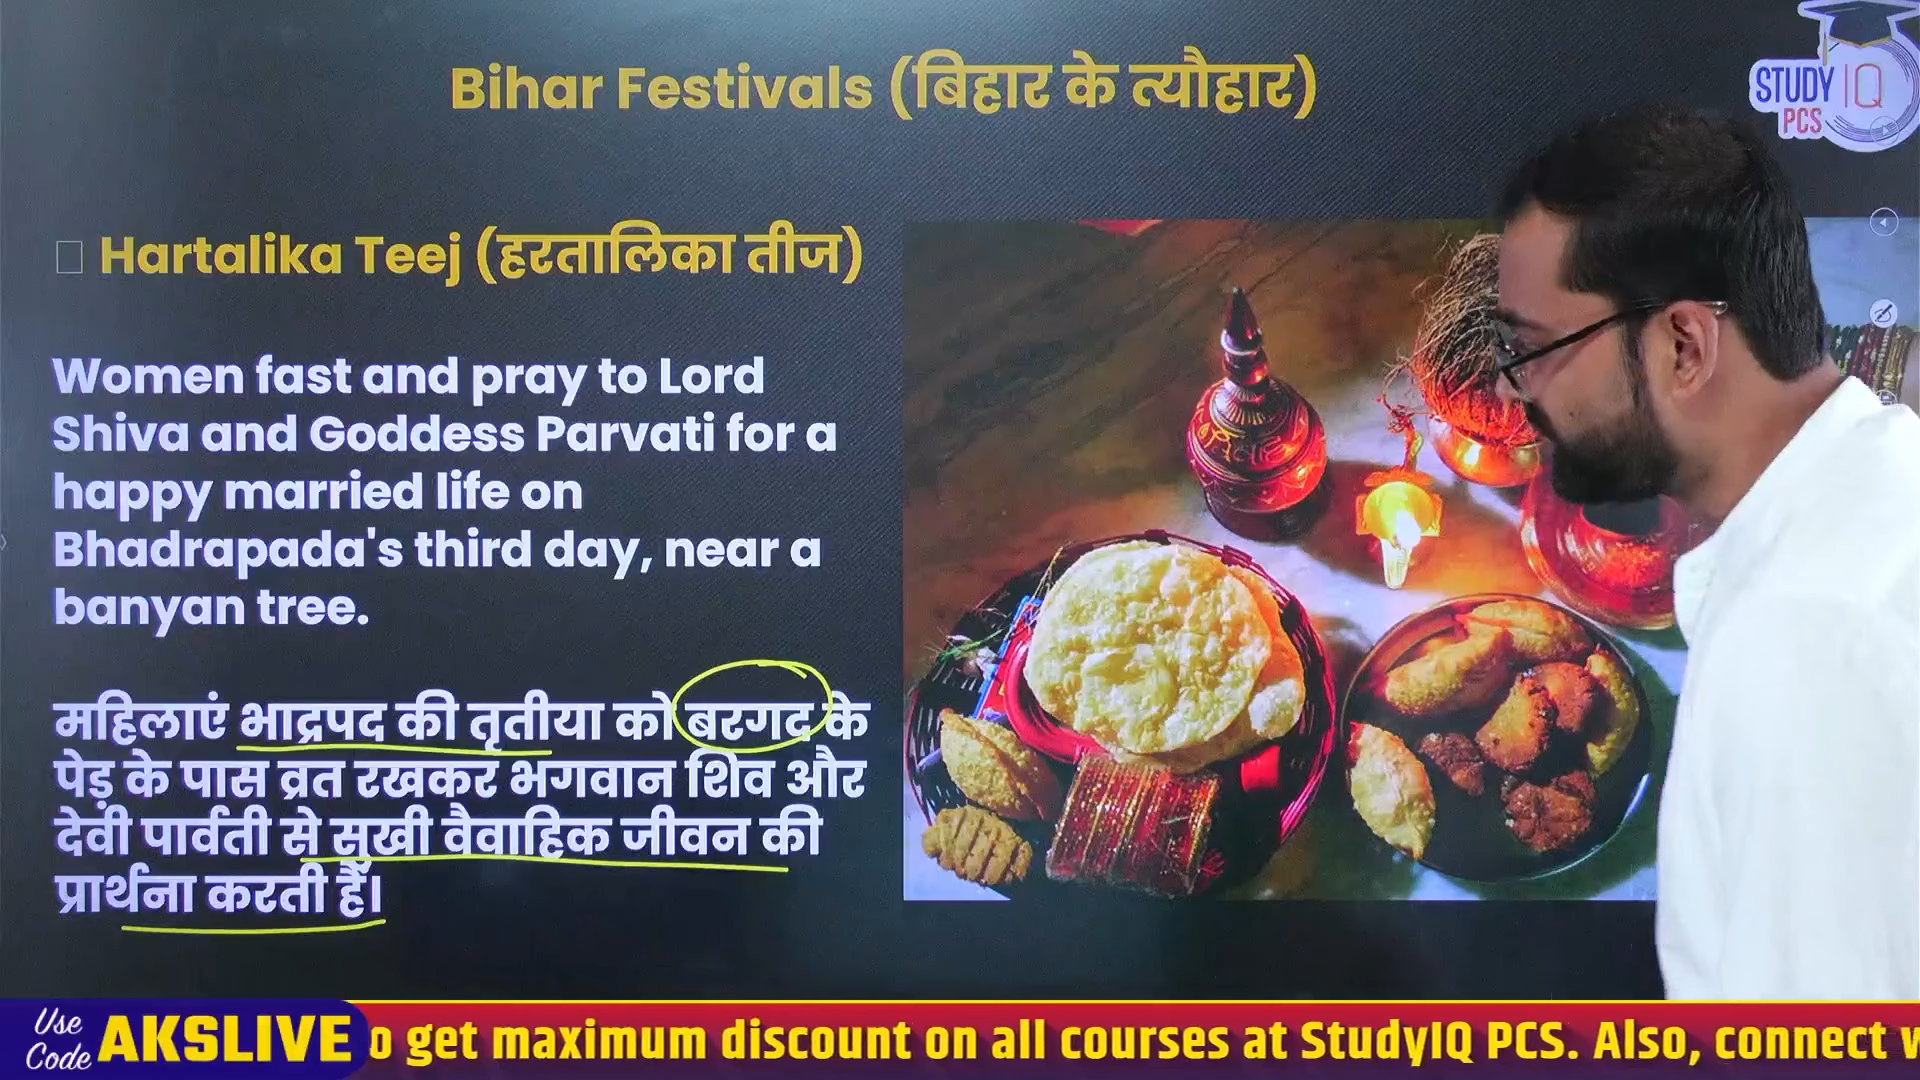 Bihar Festivals (बिहार के त्यौहार)
STUDY IQ
PCS
Hartalika Teej (हरतालिका तीज)
Women fast and pray to Lord
Shiva and Goddess Parvati for a
happy married life on
Bhadrapada's third day, near a
banyan tree.
महिलाएं भाद्रपद की तृतीया को बरगद के
पेड़ के पास व्रत रखकर भगवान शिव और
देवी पार्वती से सुखी वैवाहिक जीवन की
प्रार्थना करती हैं।
Use
Code
AKSLIVE
o get maximum discount on all courses at StudyIQ PCS. Also, connect w